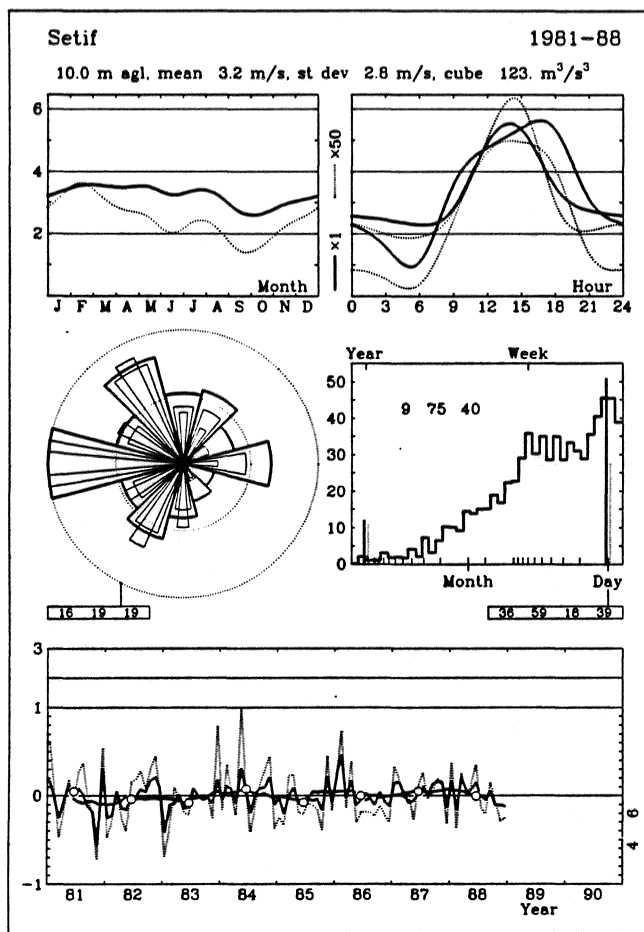 Setif 1981-88
10.0 m agl, mean 3.2 m/s, st dev 2.8 m/s, cube 123. m³/s³
6
4
2
J F M A M J J A S O N D
Month
×1 ×50
0 3 6 9 12 15 18 21 24
Hour
Year Week
50
40
30
20
10
0
9 75 40
Month Day
16 19 19
36 59 18 39
3
1
0
-1
81 82 83 84 85 86 87 88 89 90
Year
4 6